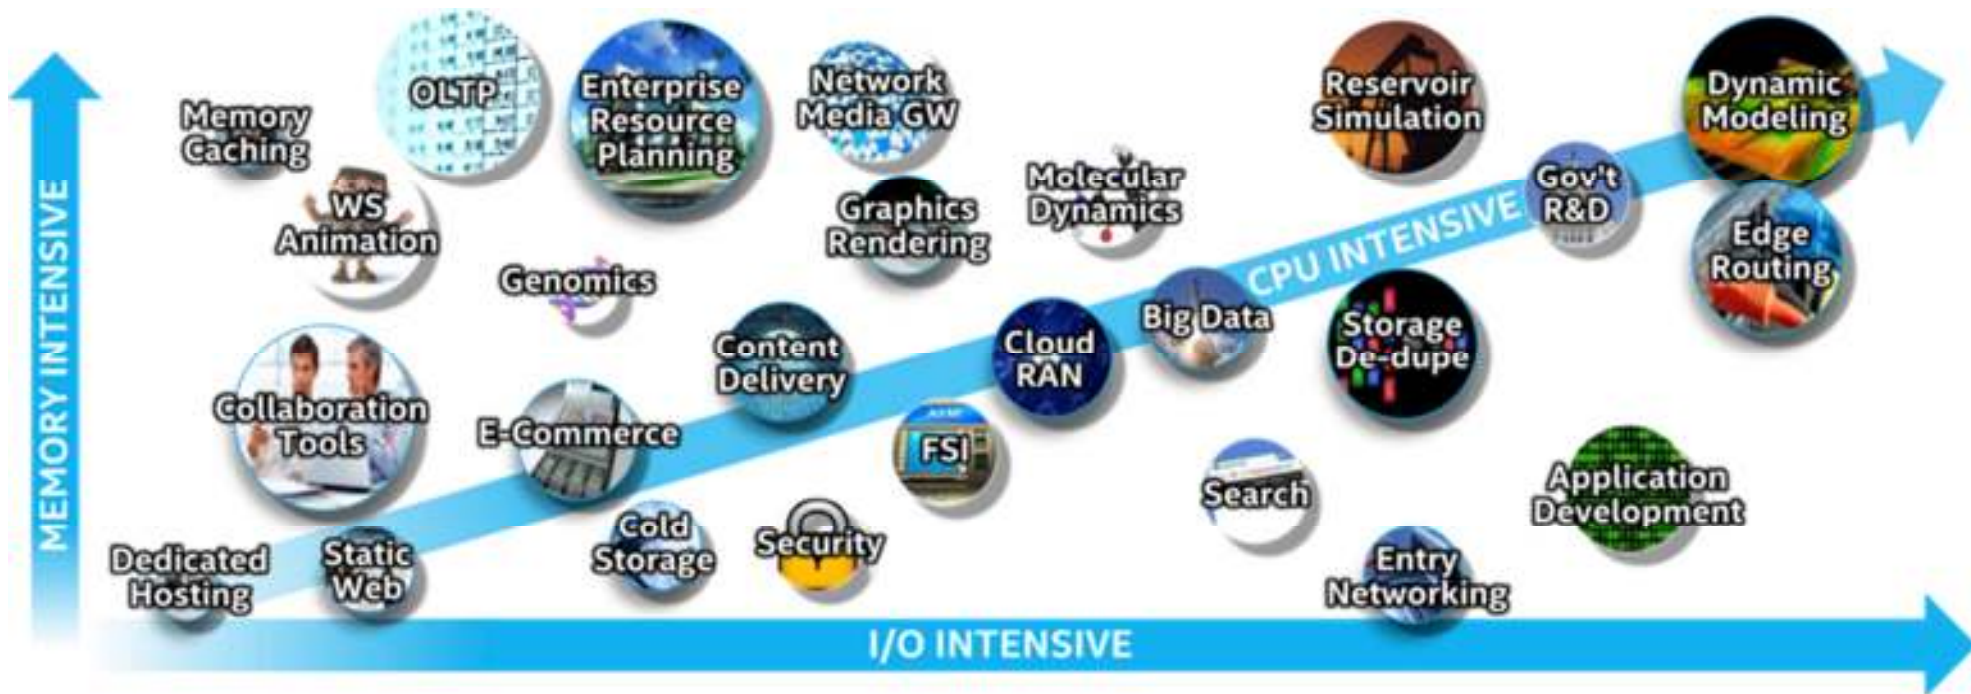 MEMORY INTENSIVE
Memory
Caching
OLTP
Enterprise
Resource
Planning
Network
Media GW
Reservoir
Simulation
Dynamic
Modeling
WS
Animation
Graphics
Rendering
Molecular
Dynamics
Gov't
R&D
Edge
Routing
Genomics
CPU INTENSIVE
Content
Delivery
Cloud
RAN
Big Data
Storage
De-dupe
Collaboration
Tools
E-Commerce
FSI
Search
Application
Development
Dedicated
Hosting
Static
Web
Cold
Storage
Security
Entry
Networking
I/O INTENSIVE